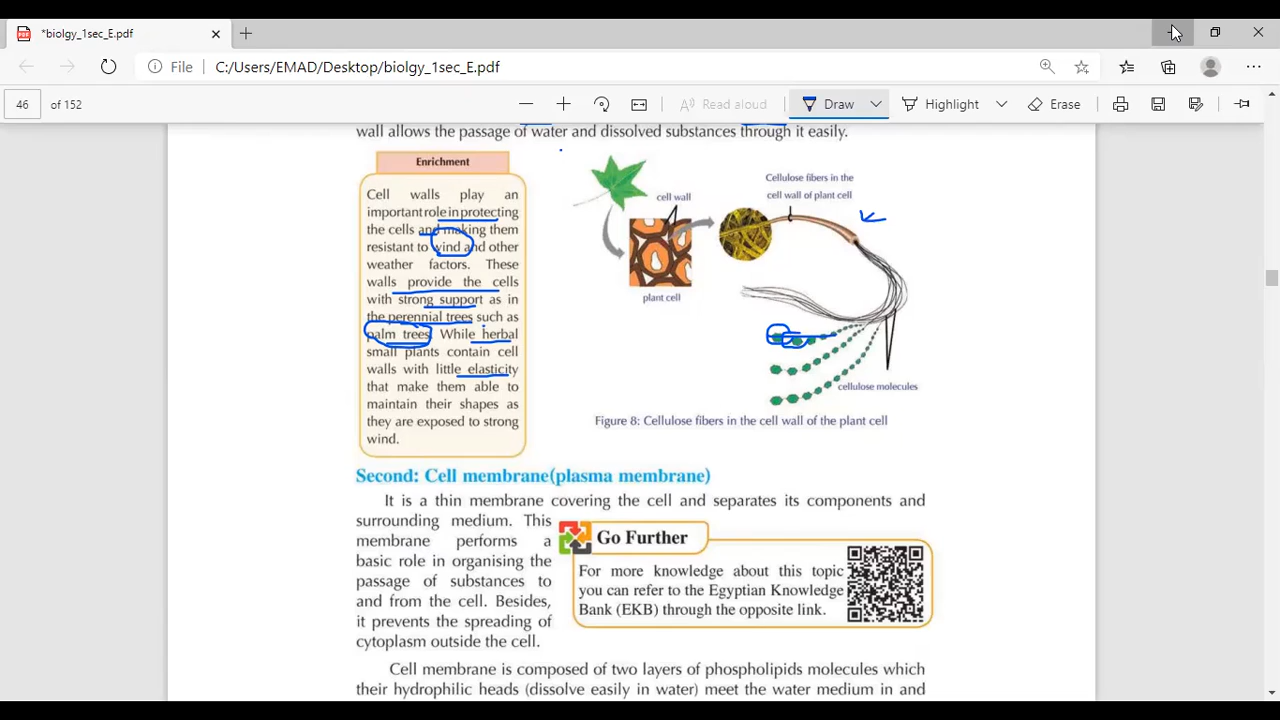 *biolgy_1sec_E.pdf
File
C:/Users/EMAD/Desktop/biolgy_1sec_E.pdf
46 of 152
Read aloud
Draw
Highlight
Erase
wall allows the passage of water and dissolved substances through it easily.
Enrichment
Cell walls play an
important role in protecting
the cells and making them
resistant to wind and other
weather factors. These
walls provide the cells
with strong support as in
the perennial trees such as
palm trees. While herbal
small plants contain cell
walls with little elasticity
that make them able to
maintain their shapes as
they are exposed to strong
wind.
cell wall
plant cell
Cellulose fibers in the
cell wall of plant cell
cellulose molecules
Figure 8: Cellulose fibers in the cell wall of the plant cell
Second: Cell membrane(plasma membrane)
It is a thin membrane covering the cell and separates its components and
surrounding medium. This
membrane performs a
basic role in organising the
passage of substances to
and from the cell. Besides,
it prevents the spreading of
cytoplasm outside the cell.
Go Further
For more knowledge about this topic
you can refer to the Egyptian Knowledge
Bank (EKB) through the opposite link.
Cell membrane is composed of two layers of phospholipids molecules which
their hydrophilic heads (dissolve easily in water) meet the water medium in and